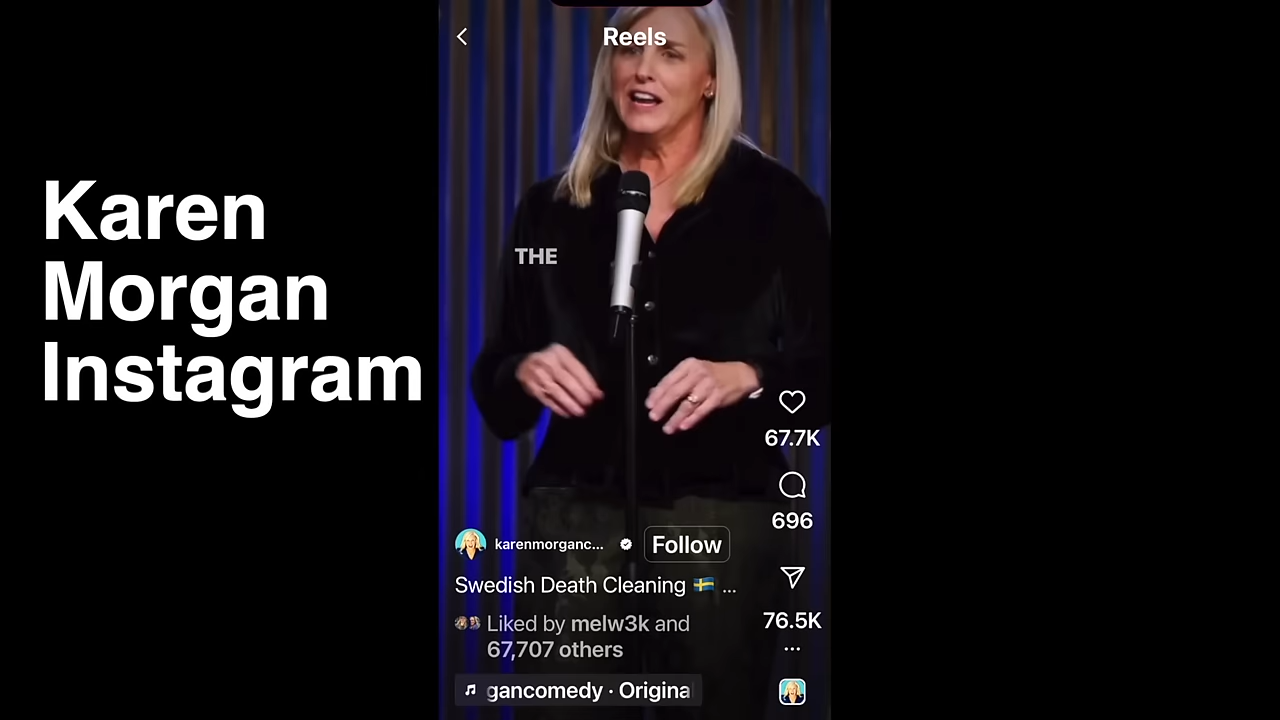 Karen
Morgan
Instagram
Reels
THE
67.7K
696
karenmorganc...
Follow
Swedish Death Cleaning 🇸🇪 ...
76.5K
Liked by melw3k and
67,707 others
gancomedy · Origina